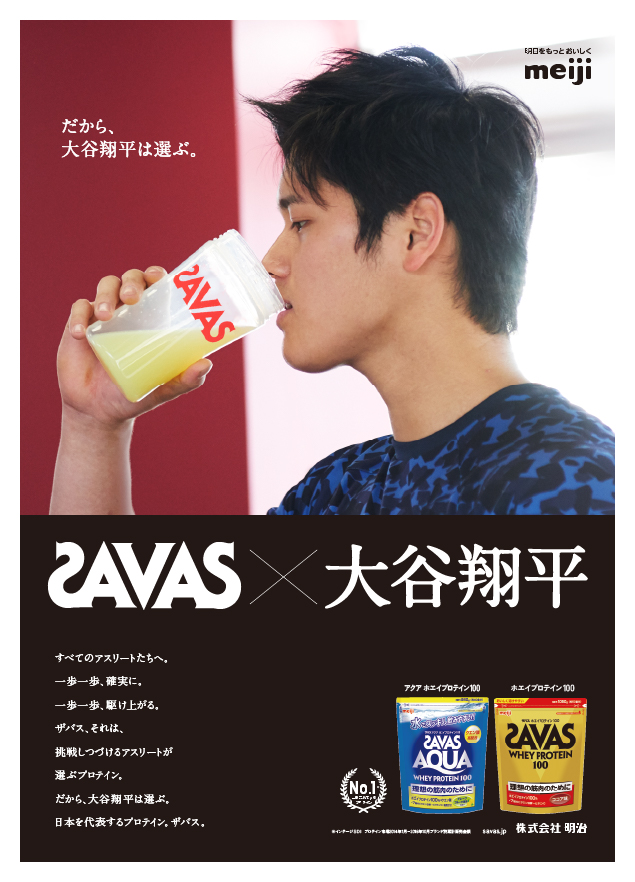 明日をもっとおいしく
meiji
だから、
大谷翔平は選ぶ。
SAVAS
SAVAS×大谷翔平
すべてのアスリートたちへ。
一歩一歩、確実に。
一歩一歩、駆け上がる。
ザバス、それは、
挑戦しつづけるアスリートが
選ぶプロテイン。
だから、大谷翔平は選ぶ。
日本を代表するプロテイン。ザバス。
アクア ホエイプロテイン100
ホエイプロテイン100
meiji
SAVAS
AQUA
WHEY PROTEIN 100
理想の筋肉のために
meiji
SAVAS
WHEY PROTEIN
100
理想の筋肉のために
ココア味
No.1
savas.jp
株式会社 明治